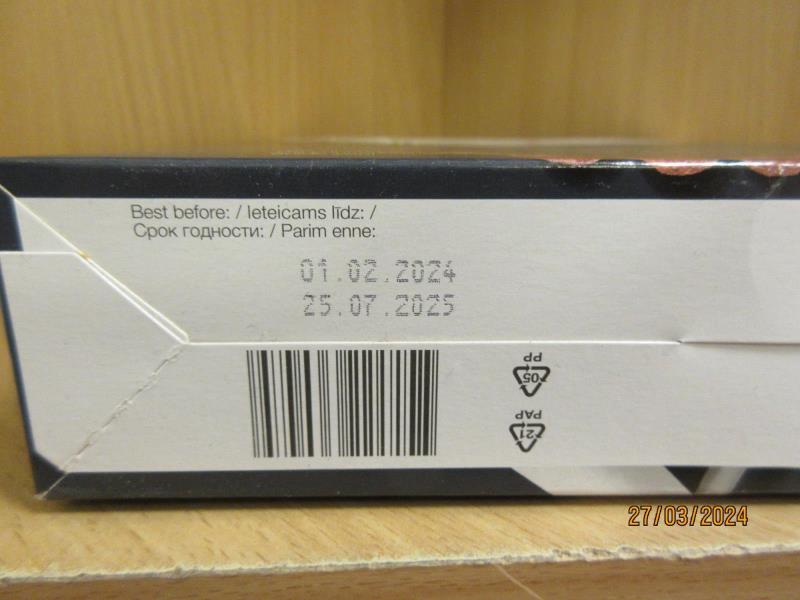 Best before: / Ieteicams līdz: /
Срок годности: / Parim enne:
01.02.2024
25.07.2025
05
PP
21
PAP
27/03/2024